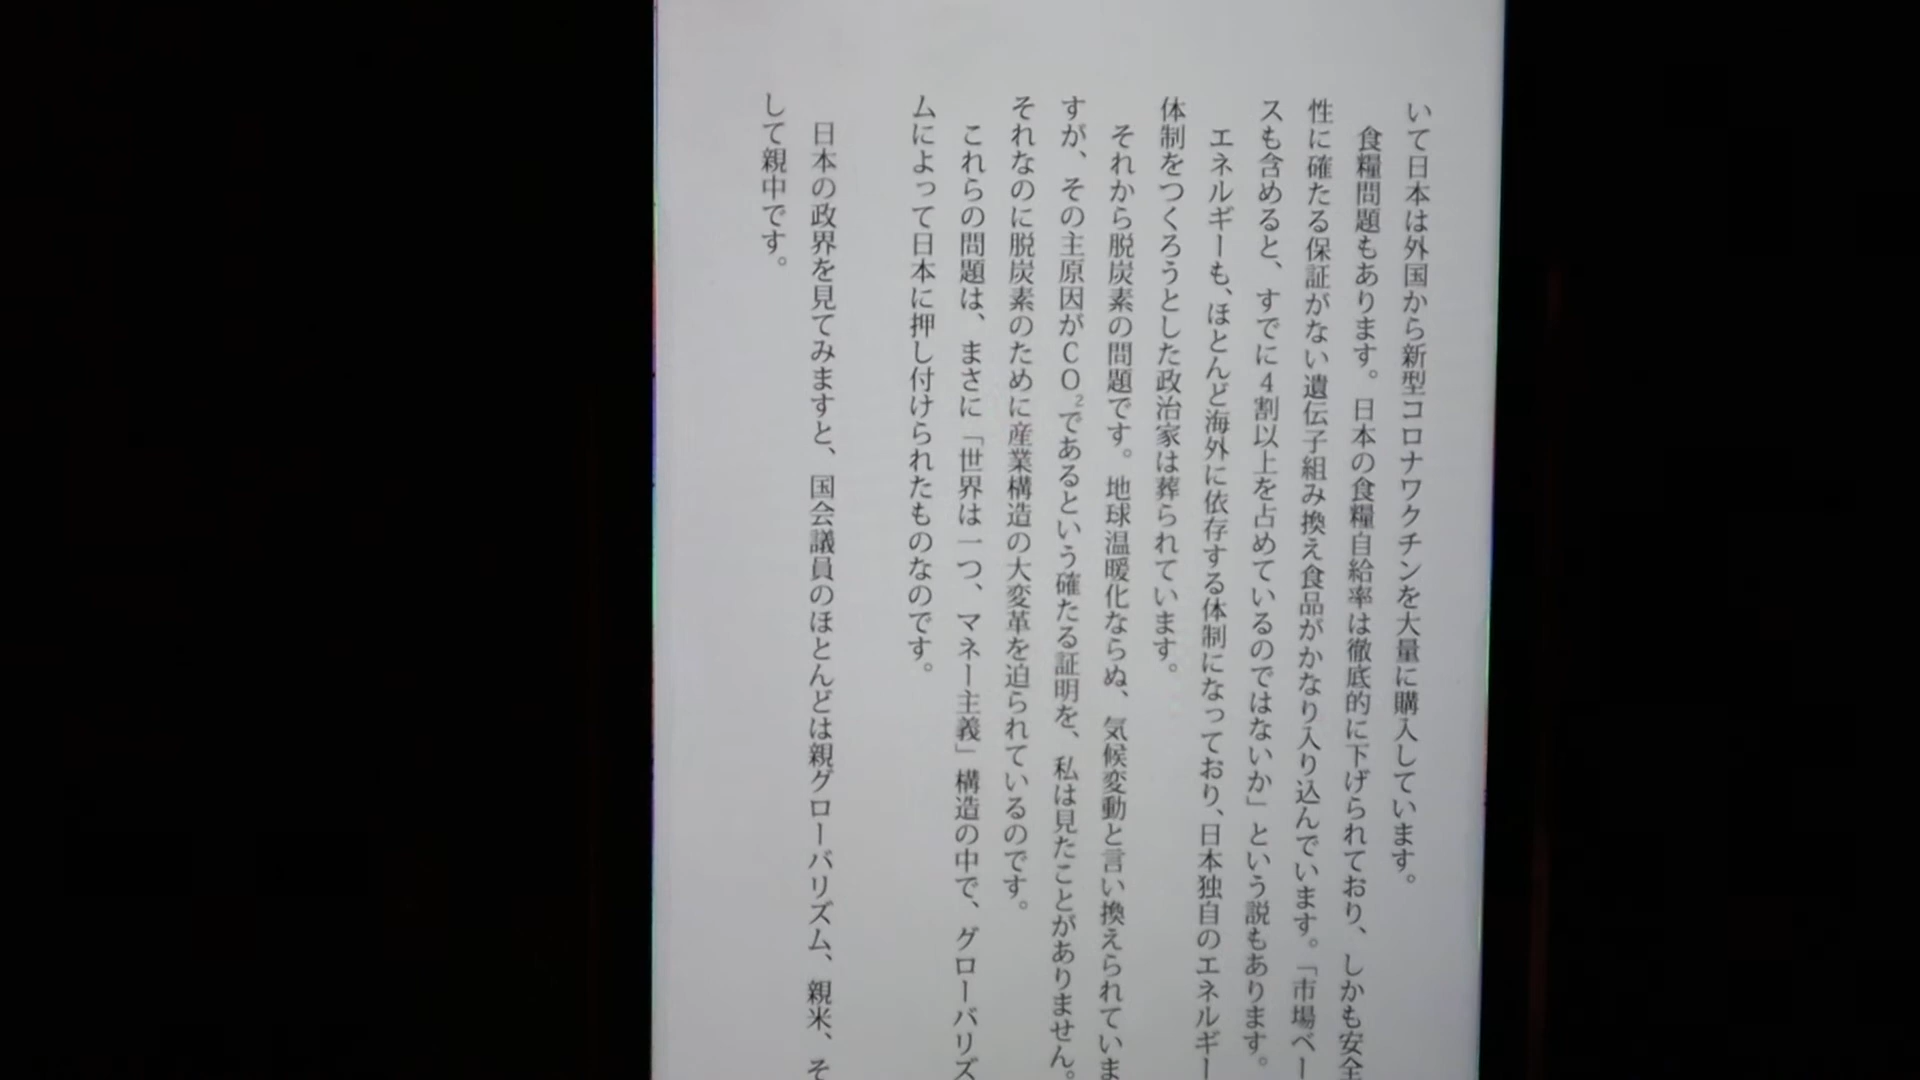 いて日本は外国から新型コロナワクチンを大量に購入しています。
食糧問題もあります。日本の食糧自給率は徹底的に下げられており、しかも安全
性に確たる保証がない遺伝子組み換え食品がかなり入り込んでいます。「市場ベー
スも含めると、すでに4割以上を占めているのではないか」という説もあります。
エネルギーも、ほとんど海外に依存する体制になっており、日本独自のエネルギー
体制をつくろうとした政治家は葬られています。
それから脱炭素の問題です。地球温暖化ならぬ、気候変動と言い換えられていま
すが、その主原因がCO2であるという確たる証明を、私は見たことがありません。
それなのに脱炭素のために産業構造の大変革を迫られているのです。
これらの問題は、まさに「世界は一つ、マネー主義」構造の中で、グローバリズ
ムによって日本に押し付けられたものなのです。
日本の政界を見てみますと、国会議員のほとんどは親グローバリズム、親米、そ
して親中です。